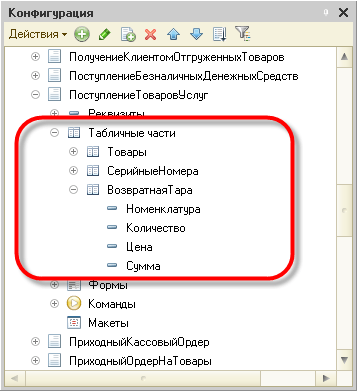 Конфигурация
Действия
ПолучениеКлиентомОтгруженныхТоваров
ПоступлениеБезналичныхДенежныхСредств
ПоступлениеТоваровУслуг
Реквизиты
Табличные части
Товары
СерийныеНомера
ВозвратнаяТара
Номенклатура
Количество
Цена
Сумма
Формы
Команды
Макеты
ПриходныйКассовыйОрдер
ПриходныйОрдерНаТовары